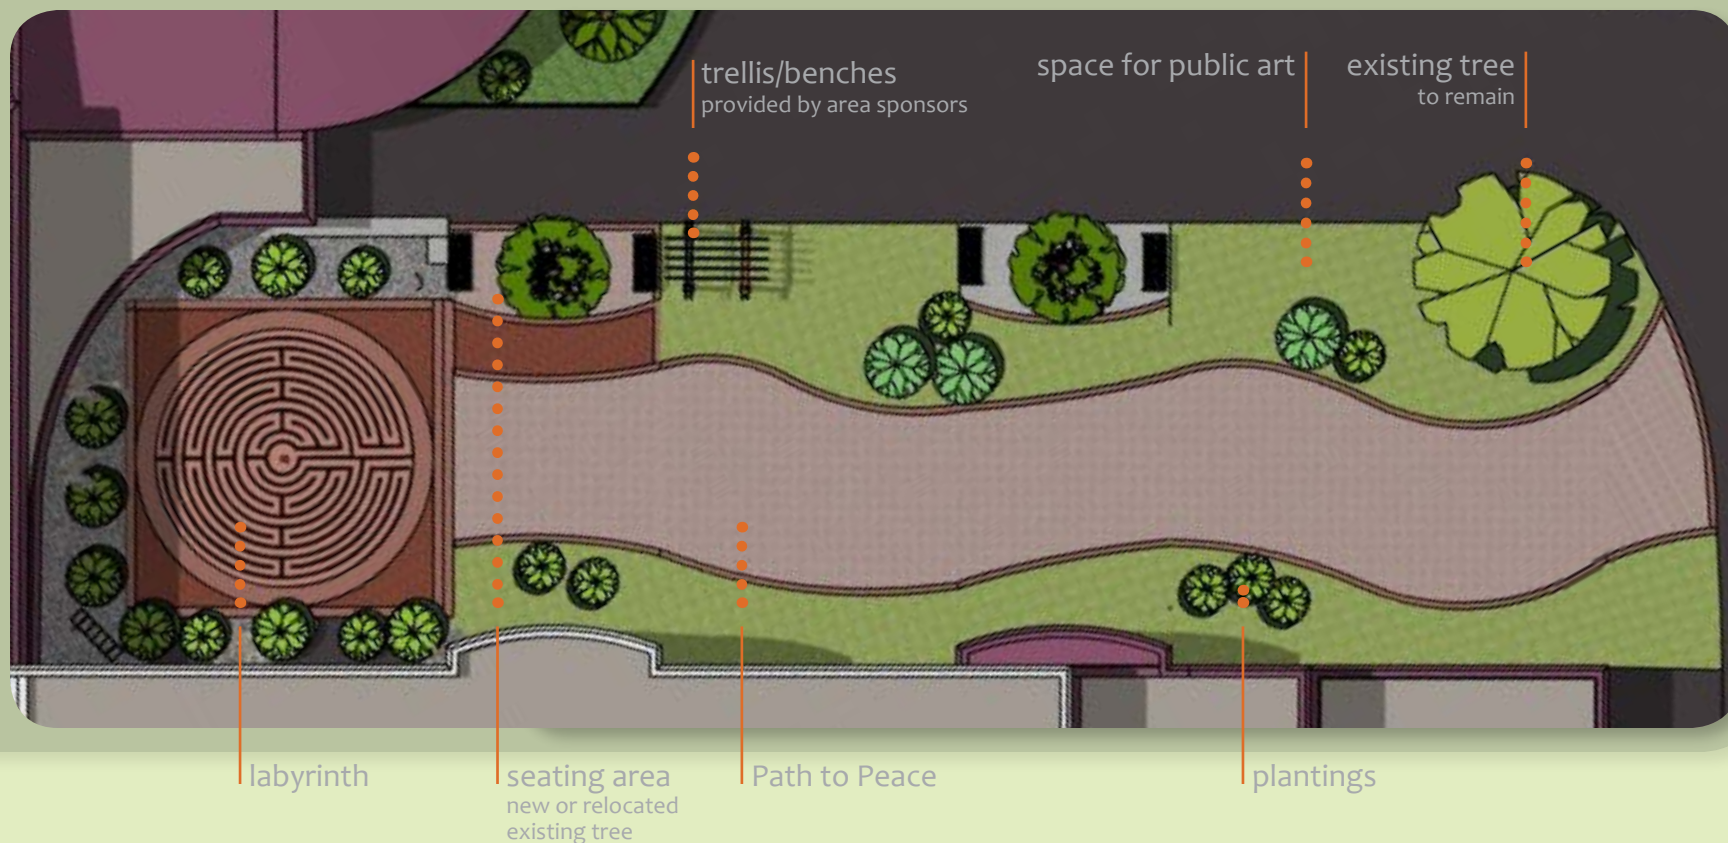 trellis/benches
provided by area sponsors
space for public art
existing tree
to remain
labyrinth
seating area
new or relocated
existing tree
Path to Peace
plantings